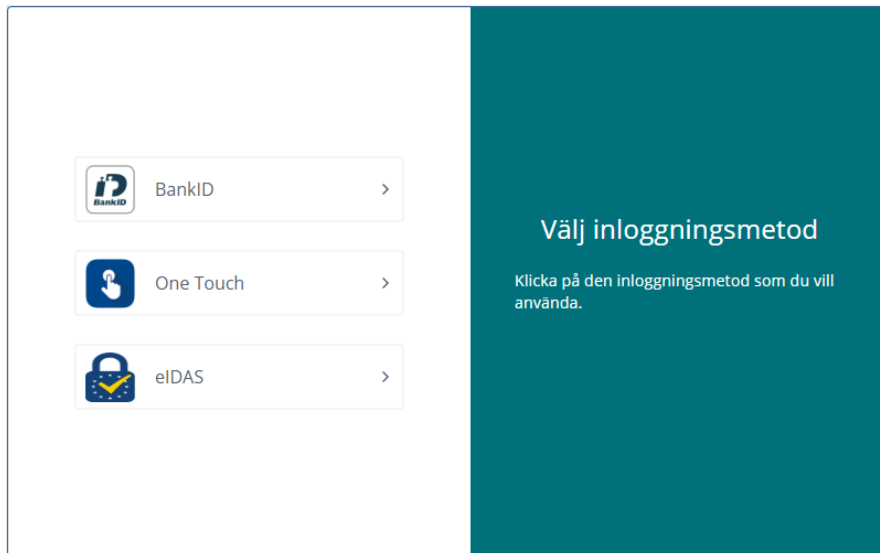 BankID
BankID
One Touch
eIDAS
Välj inloggningsmetod
Klicka på den inloggningsmetod som du vill
använda.